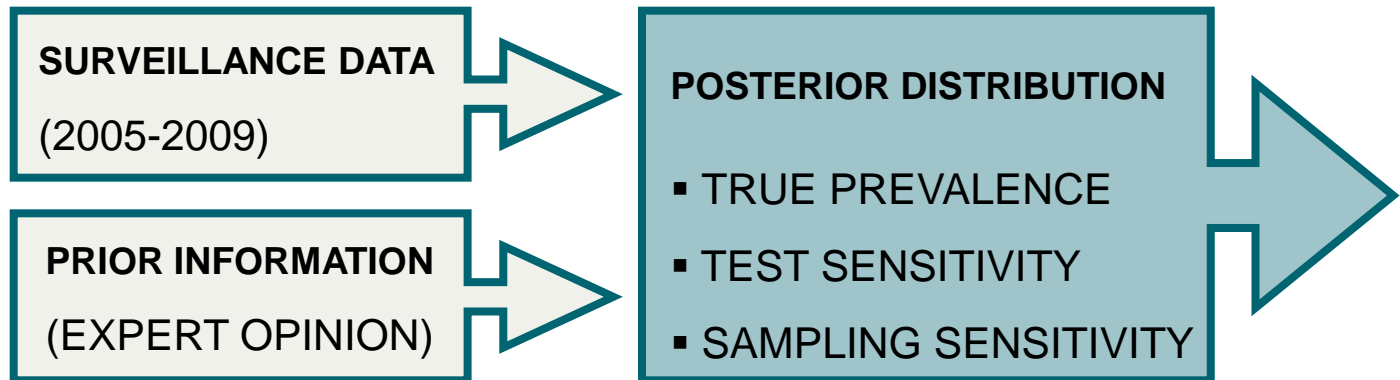 SURVEILLANCE DATA
(2005-2009)
PRIOR INFORMATION
(EXPERT OPINION)
POSTERIOR DISTRIBUTION
▪ TRUE PREVALENCE
▪ TEST SENSITIVITY
▪ SAMPLING SENSITIVITY